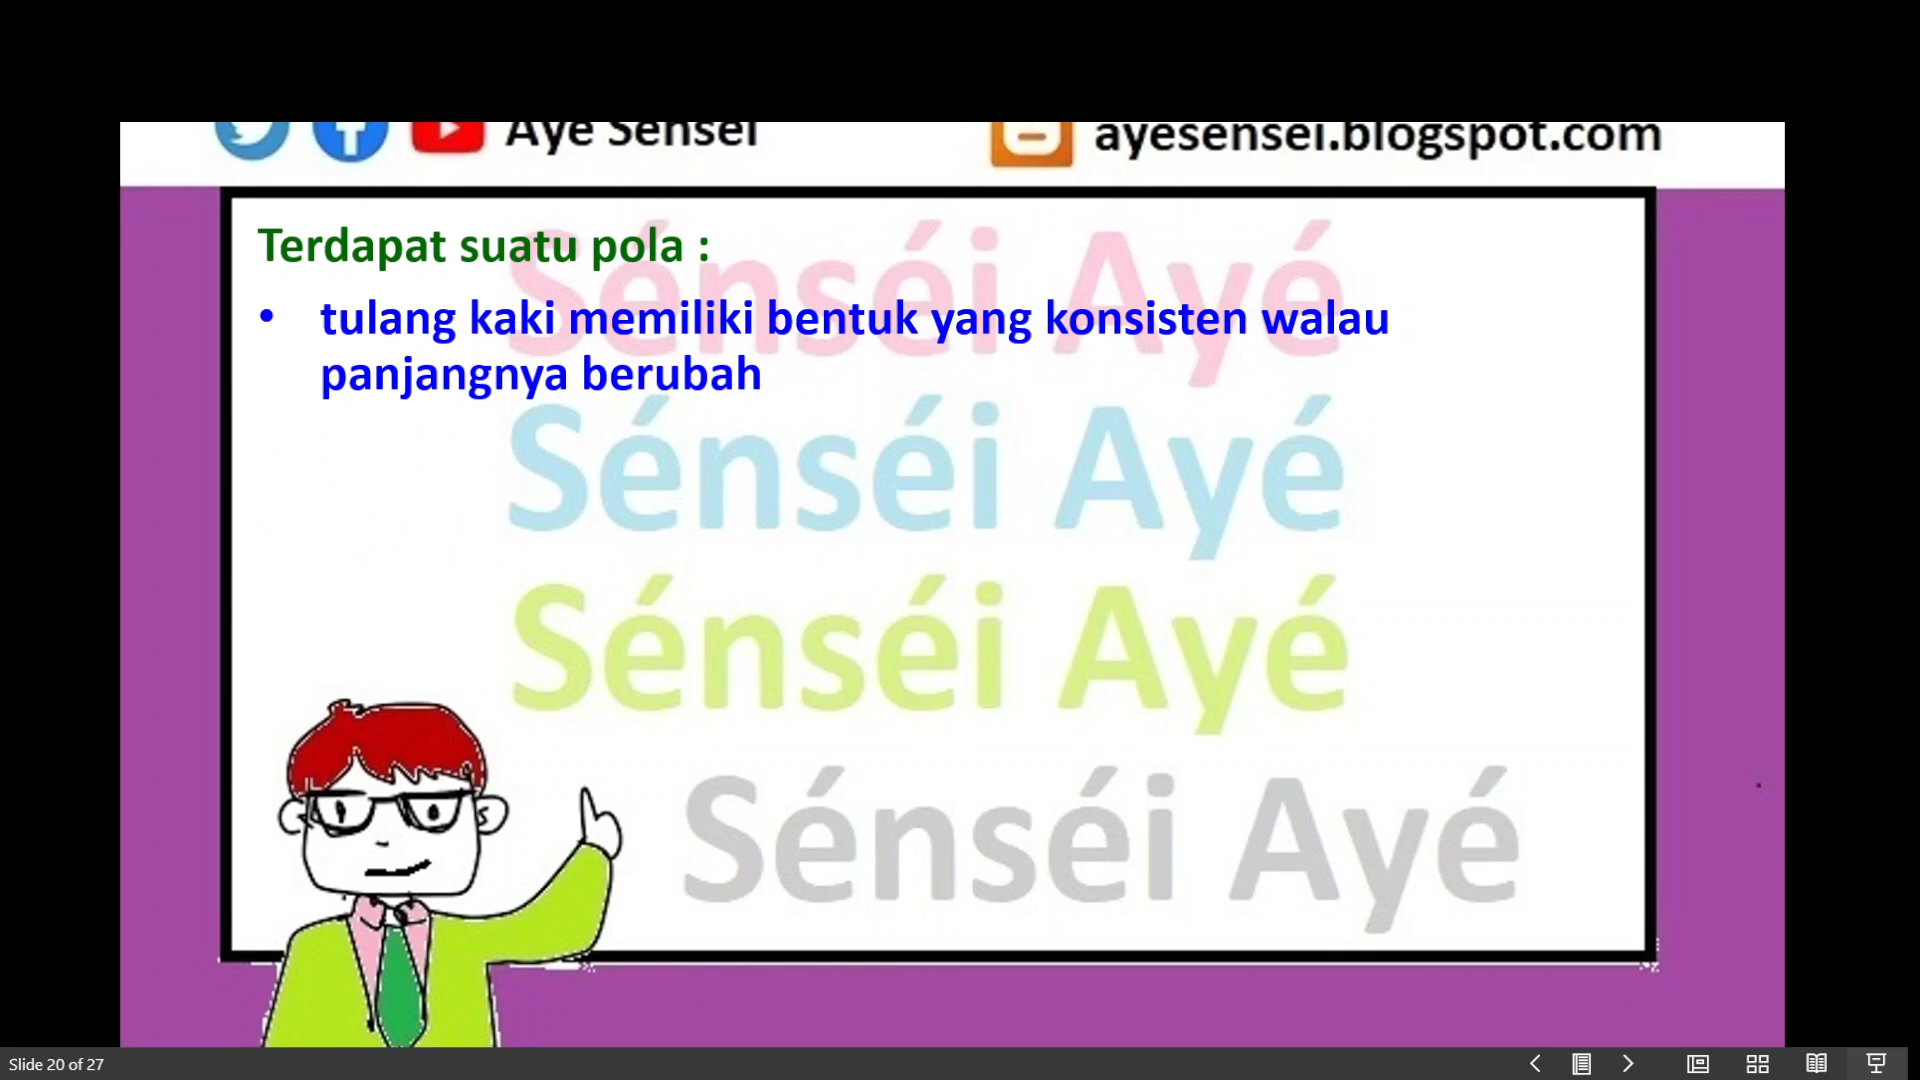 Aye Sensei
ayesensei.blogspot.com
Terdapat suatu pola :
• tulang kaki memiliki bentuk yang konsisten walau
panjangnya berubah
Sénséi Ayé
Sénséi Ayé
Sénséi Ayé
Sénséi Ayé
Slide 20 of 27